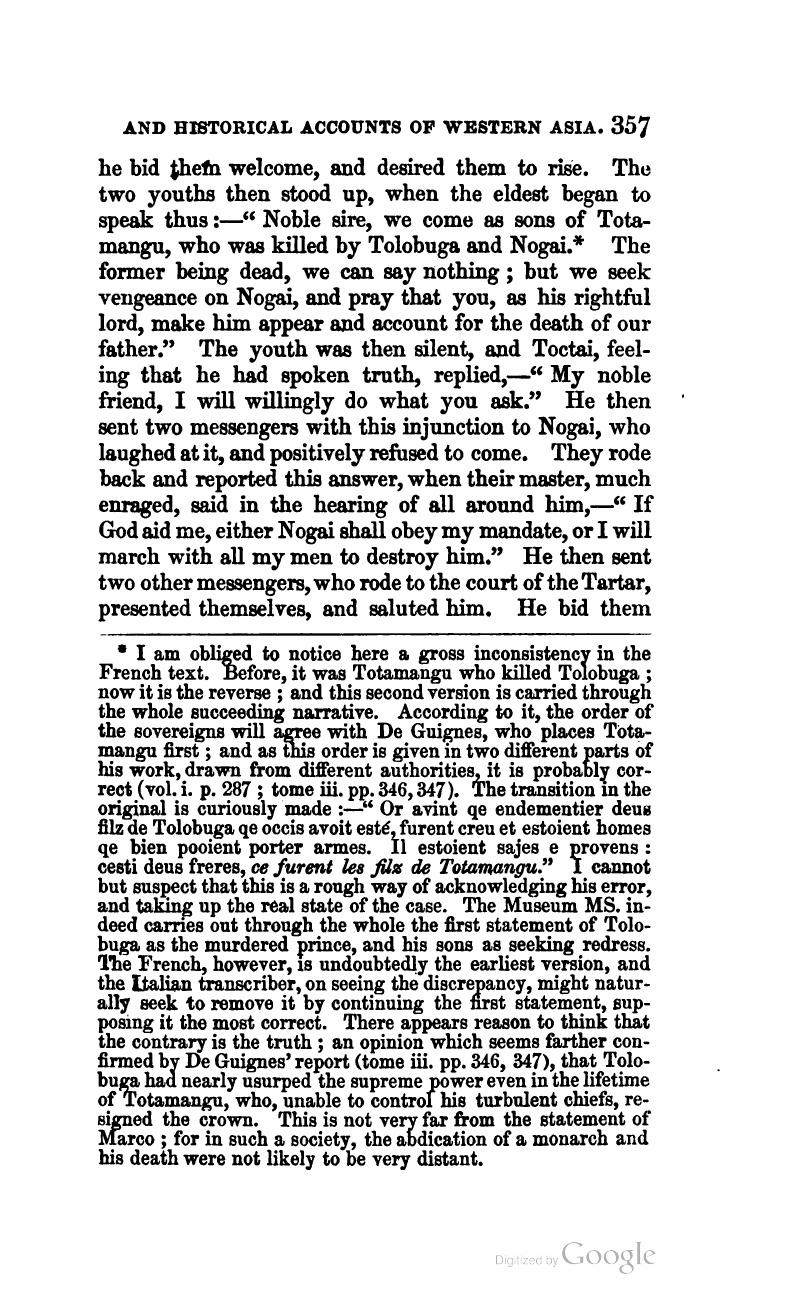 AND HISTORICAL ACCOUNTS OF WESTERN ASIA. 357
he bid them welcome, and desired them to rise. The
two youths then stood up, when the eldest began to
speak thus:—“ Noble sire, we come as sons of Tota-
mangu, who was killed by Tolobuga and Nogai.* The
former being dead, we can say nothing ; but we seek
vengeance on Nogai, and pray that you, as his rightful
lord, make him appear and account for the death of our
father.” The youth was then silent, and Toctai, feel-
ing that he had spoken truth, replied,—“ My noble
friend, I will willingly do what you ask.” He then
sent two messengers with this injunction to Nogai, who
laughed at it, and positively refused to come. They rode
back and reported this answer, when their master, much
enraged, said in the hearing of all around him,—“ If
God aid me, either Nogai shall obey my mandate, or I will
march with all my men to destroy him.” He then sent
two other messengers, who rode to the court of the Tartar,
presented themselves, and saluted him. He bid them
* I am obliged to notice here a gross inconsistency in the
French text. Before, it was Totamangu who killed Tolobuga ;
now it is the reverse ; and this second version is carried through
the whole succeeding narrative. According to it, the order of
the sovereigns will agree with De Guignes, who places Tota-
mangu first ; and as this order is given in two different parts of
his work, drawn from different authorities, it is probably cor-
rect (vol. i. p. 287 ; tome iii. pp. 346, 347). The transition in the
original is curiously made :—“ Or avint qe endementier deus
filz de Tolobuga qe occis avoit esté, furent creu et estoient homes
qe bien pooient porter armes. Il estoient sajes e provens :
cesti deus freres, ce furent les filz de Totamangu.” I cannot
but suspect that this is a rough way of acknowledging his error,
and taking up the real state of the case. The Museum MS. in-
deed carries out through the whole the first statement of Tolo-
buga as the murdered prince, and his sons as seeking redress.
The French, however, is undoubtedly the earliest version, and
the Italian transcriber, on seeing the discrepancy, might natur-
ally seek to remove it by continuing the first statement, sup-
posing it the most correct. There appears reason to think that
the contrary is the truth ; an opinion which seems farther con-
firmed by De Guignes’ report (tome iii. pp. 346, 347), that Tolo-
buga had nearly usurped the supreme power even in the lifetime
of Totamangu, who, unable to control his turbulent chiefs, re-
signed the crown. This is not very far from the statement of
Marco ; for in such a society, the abdication of a monarch and
his death were not likely to be very distant.
Digitized by Google